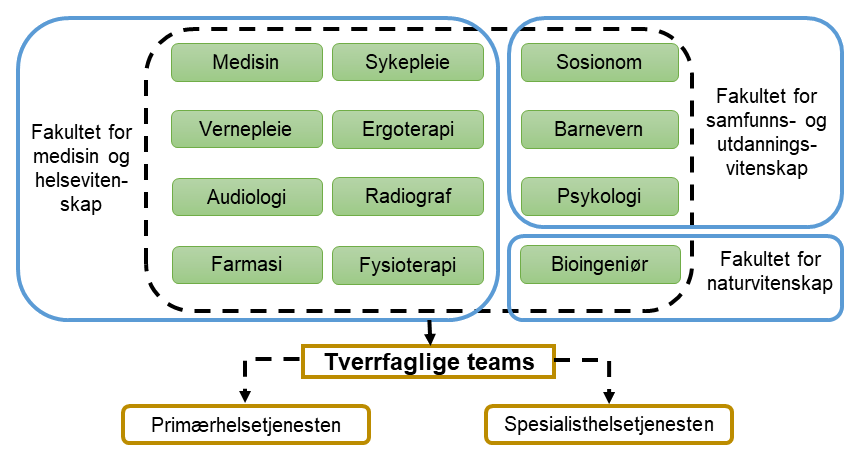 Fakultet for
medisin og
helseviten-
skap
Medisin
Sykepleie
Vernepleie
Ergoterapi
Audiologi
Radiograf
Farmasi
Fysioterapi
Sosionom
Barnevern
Psykologi
Fakultet for
samfunns- og
utdannings-
vitenskap
Bioingeniør
Fakultet for
naturvitenskap
Tverrfaglige teams
Primærhelsetjenesten
Spesialisthelsetjenesten